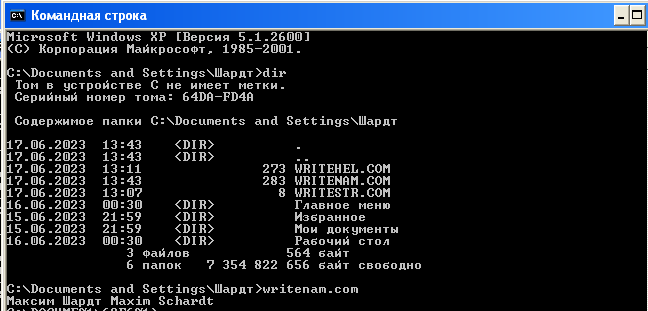 Командная строка
Microsoft Windows XP [Версия 5.1.2600]
(С) Корпорация Майкрософт, 1985-2001.
C:\Documents and Settings\Шардт>dir
Том в устройстве C не имеет метки.
Серийный номер тома: 64DA-FD4A
Содержимое папки C:\Documents and Settings\Шардт
17.06.2023 13:43 <DIR> .
17.06.2023 13:43 <DIR> ..
17.06.2023 13:11 273 WRITEHEL.COM
17.06.2023 13:43 283 WRITENAM.COM
17.06.2023 13:07 8 WRITESTR.COM
16.06.2023 00:30 <DIR> Главное меню
15.06.2023 21:59 <DIR> Избранное
15.06.2023 21:59 <DIR> Мои документы
16.06.2023 00:30 <DIR> Рабочий стол
3 файлов 564 байт
6 папок 7 354 822 656 байт свободно
C:\Documents and Settings\Шардт>writenam.com
Максим Шардт Maxim Schardt